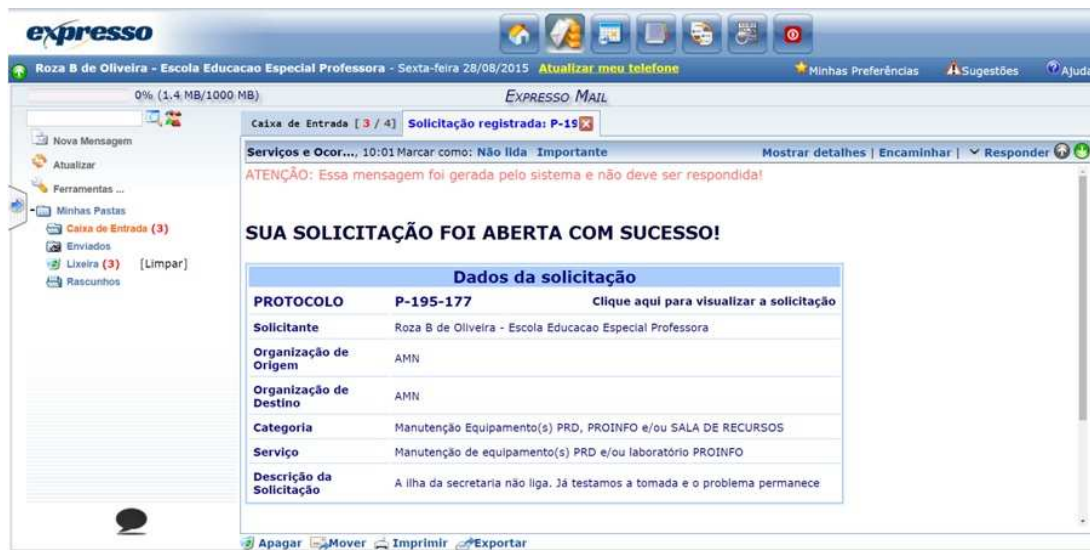 expresso
Roza B de Oliveira - Escola Educacao Especial Professora - Sexta-feira 28/08/2015 Atualizar meu telefone Minhas Preferências Sugestões Ajuda
0% (1.4 MB/1000 MB) EXPRESSO MAIL
Caixa de Entrada [ 3 / 4] Solicitação registrada: P-19
Nova Mensagem
Atualizar
Ferramentas ...
Minhas Pastas
Caixa de Entrada (3)
Enviados
Lixeira (3) [Limpar]
Rascunhos
Serviços e Ocor..., 10:01 Marcar como: Não lida Importante Mostrar detalhes | Encaminhar | Responder
ATENÇÃO: Essa mensagem foi gerada pelo sistema e não deve ser respondida!
SUA SOLICITAÇÃO FOI ABERTA COM SUCESSO!
Dados da solicitação
PROTOCOLO P-195-177 Clique aqui para visualizar a solicitação
Solicitante Roza B de Oliveira - Escola Educacao Especial Professora
Organização de
Origem AMN
Organização de
Destino AMN
Categoria Manutenção Equipamento(s) PRD, PROINFO e/ou SALA DE RECURSOS
Serviço Manutenção de equipamento(s) PRD e/ou laboratório PROINFO
Descrição da
Solicitação A ilha da secretaria não liga. Já testamos a tomada e o problema permanece
Apagar Mover Imprimir Exportar